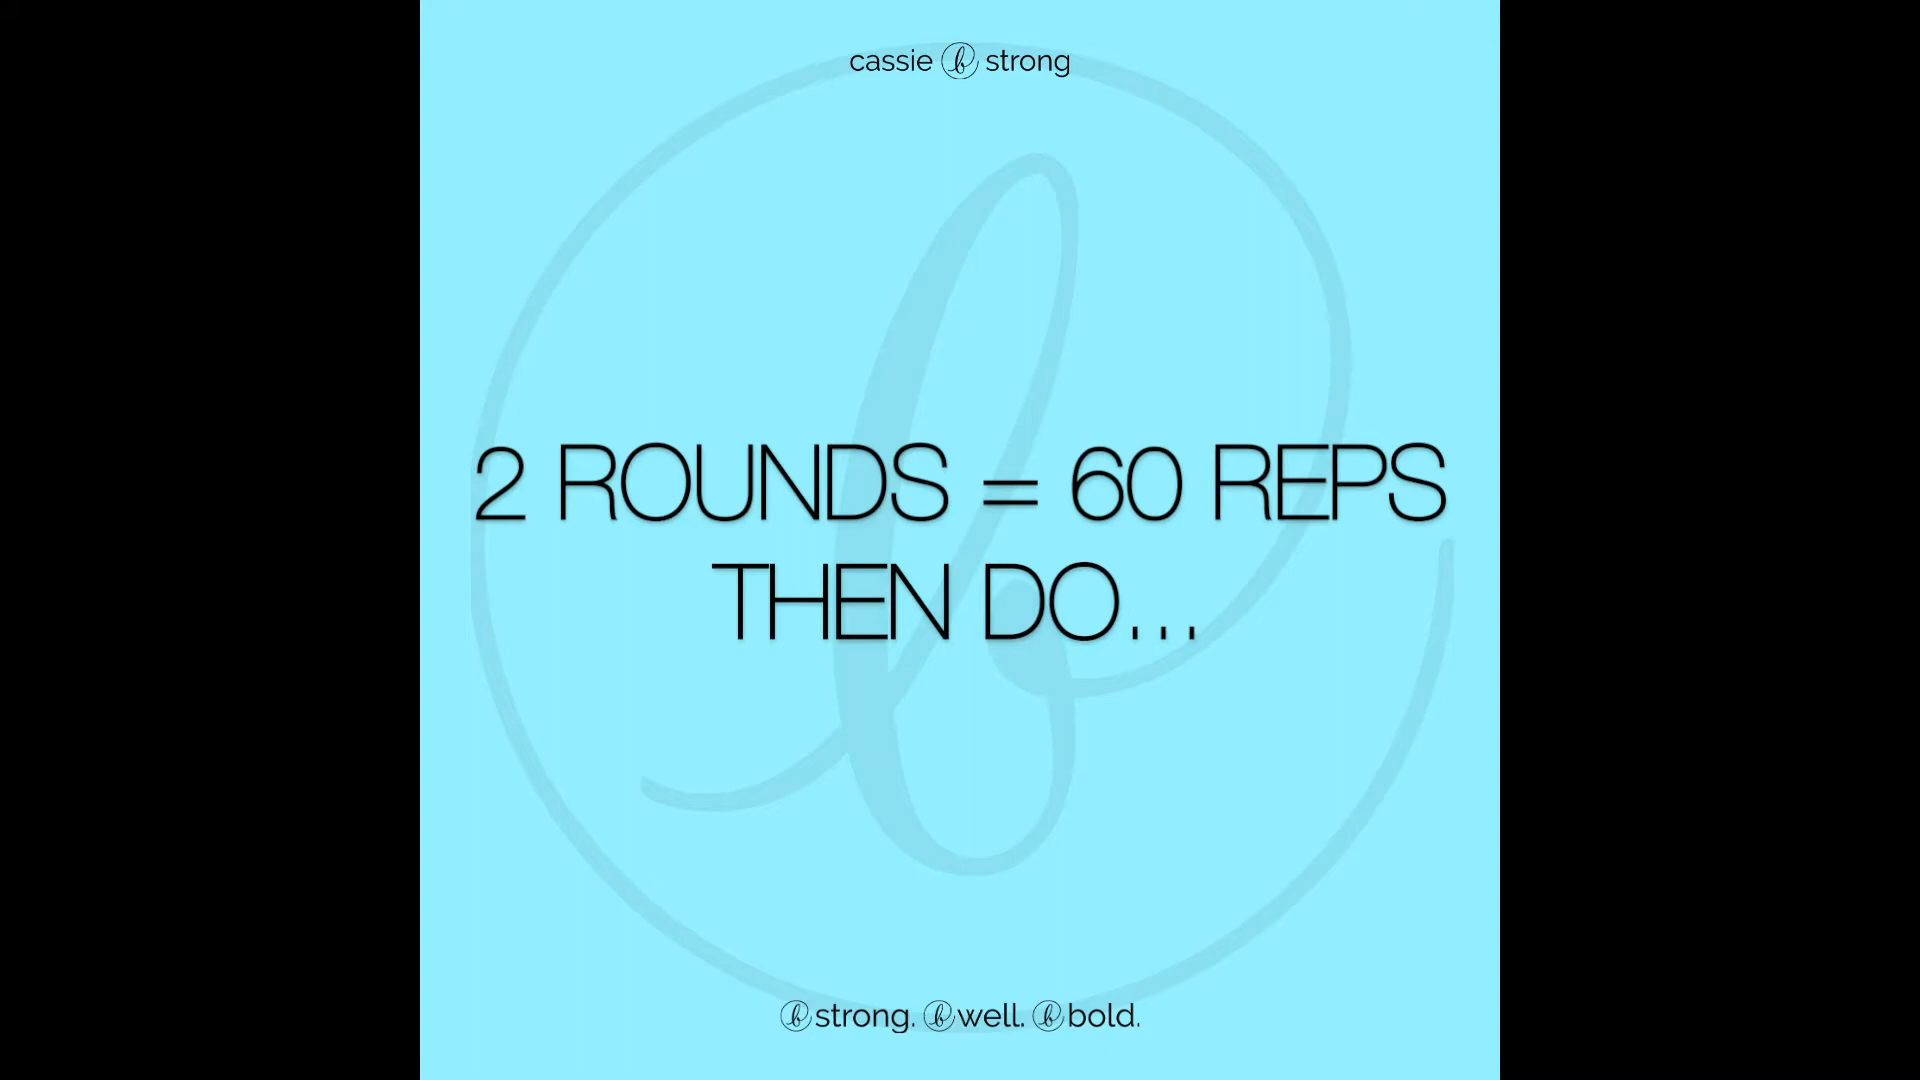 cassie b strong
2 ROUNDS = 60 REPS
THEN DO...
b strong. b well. b bold.